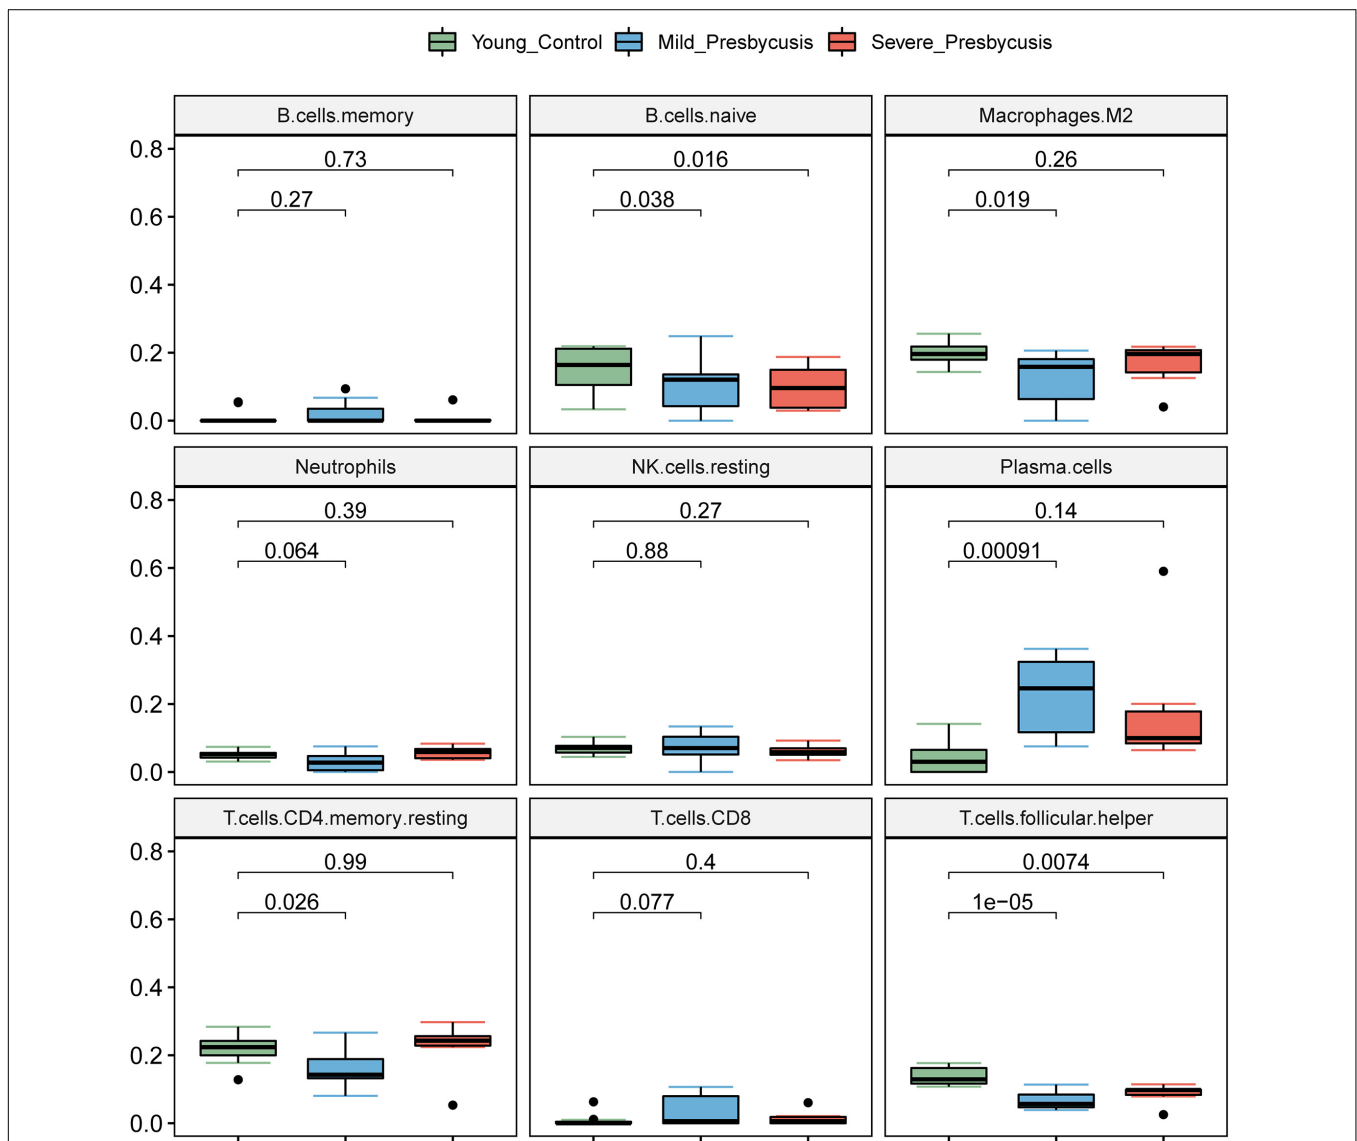 Young_Control Mild_Presbycusis Severe_Presbycusis
B.cells.memory B.cells.naive Macrophages.M2
0.8
0.73 0.016 0.26
0.27 0.038 0.019
0.6
0.4
0.2
0.0
Neutrophils NK.cells.resting Plasma.cells
0.8
0.39 0.27 0.14
0.064 0.88 0.00091
0.6
0.4
0.2
0.0
T.cells.CD4.memory.resting T.cells.CD8 T.cells.follicular.helper
0.8
0.99 0.4 0.0074
0.026 0.077 1e−05
0.6
0.4
0.2
0.0